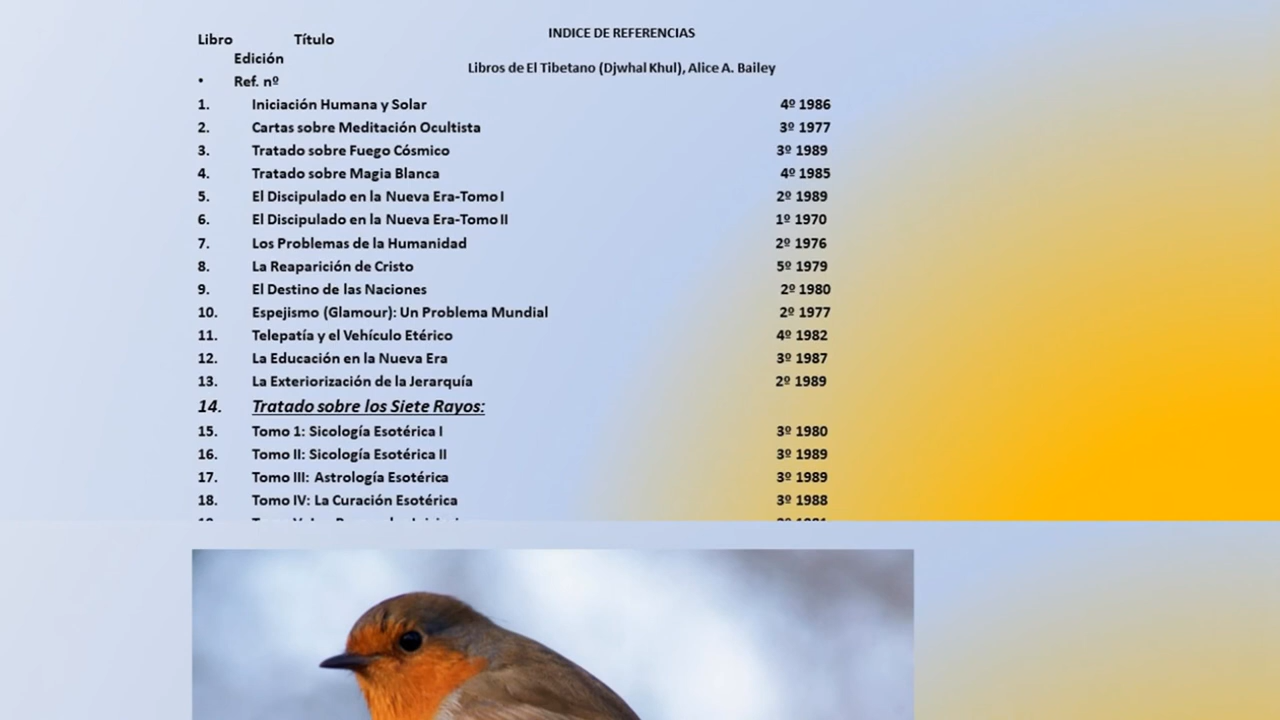 INDICE DE REFERENCIAS
Libro Título
Edición
Libros de El Tibetano (Djwhal Khul), Alice A. Bailey
• Ref. nº
1. Iniciación Humana y Solar 4º 1986
2. Cartas sobre Meditación Ocultista 3º 1977
3. Tratado sobre Fuego Cósmico 3º 1989
4. Tratado sobre Magia Blanca 4º 1985
5. El Discipulado en la Nueva Era-Tomo I 2º 1989
6. El Discipulado en la Nueva Era-Tomo II 1º 1970
7. Los Problemas de la Humanidad 2º 1976
8. La Reaparición de Cristo 5º 1979
9. El Destino de las Naciones 2º 1980
10. Espejismo (Glamour): Un Problema Mundial 2º 1977
11. Telepatía y el Vehículo Etérico 4º 1982
12. La Educación en la Nueva Era 3º 1987
13. La Exteriorización de la Jerarquía 2º 1989
14. Tratado sobre los Siete Rayos:
15. Tomo 1: Sicología Esotérica I 3º 1980
16. Tomo II: Sicología Esotérica II 3º 1989
17. Tomo III: Astrología Esotérica 3º 1989
18. Tomo IV: La Curación Esotérica 3º 1988